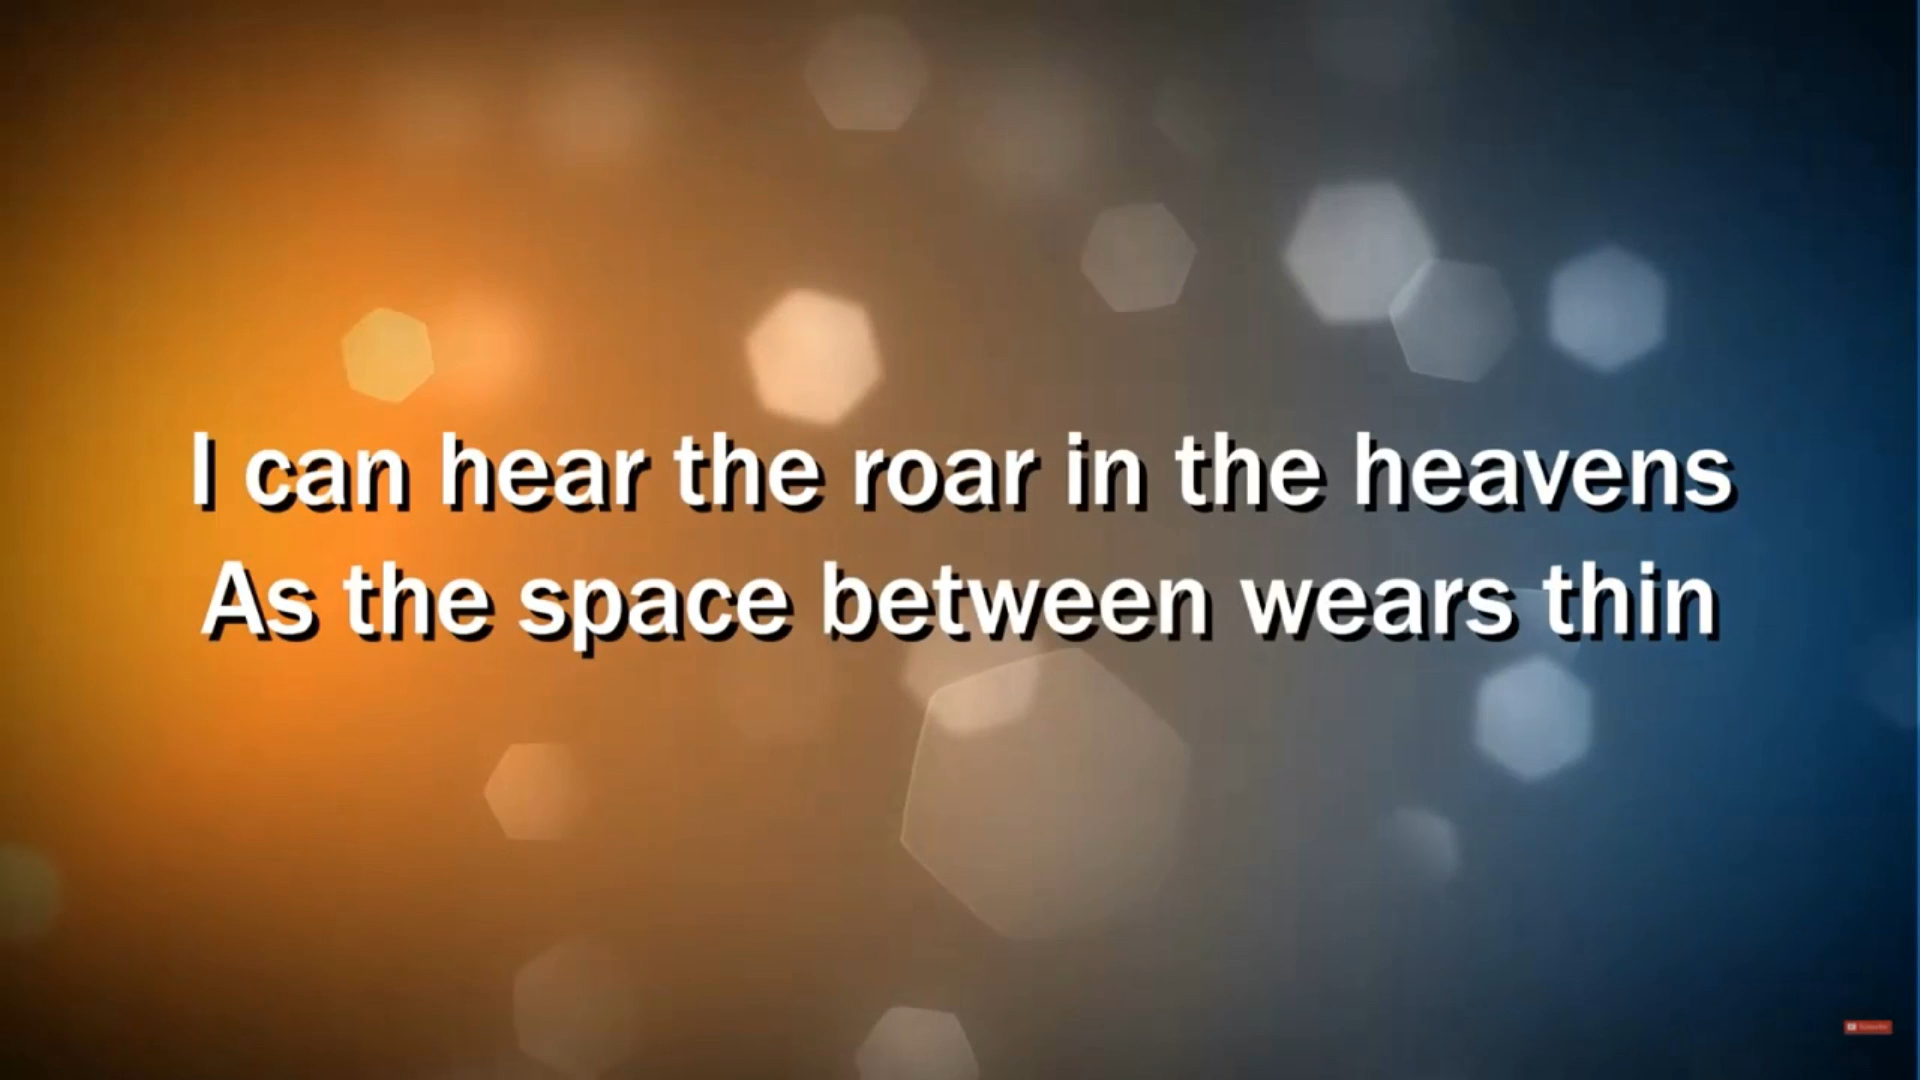 I can hear the roar in the heavens
As the space between wears thin